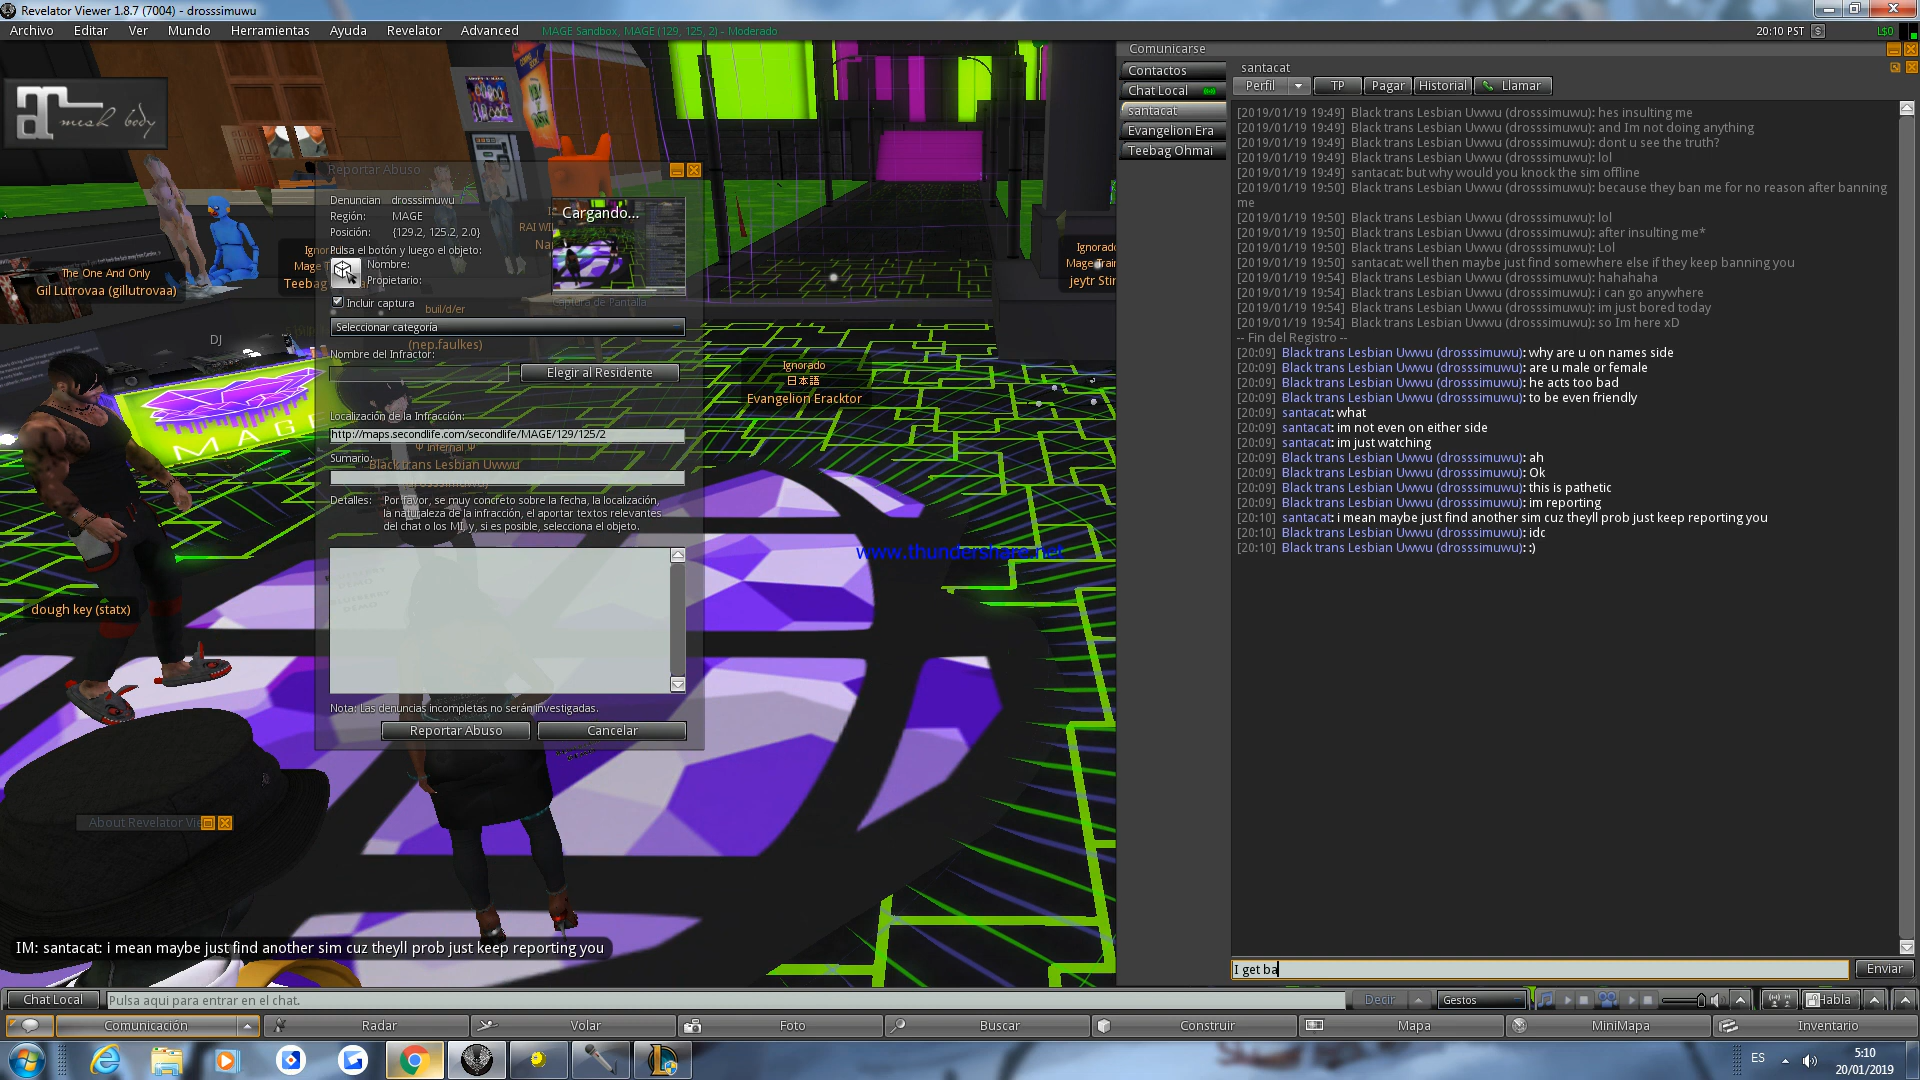 Revelator Viewer 1.8.7 (7004) - drosssimuwu
Archivo Editar Ver Mundo Herramientas Ayuda Revelator Advanced MAGE Sandbox, MAGE (129, 125, 2) - Moderado 20:10 PST $ L$0
mesh body
The One And Only
Gil Lutrovaa (gillutrovaa)
DJ
dough key (statx)
Reportar Abuso
Denuncian drosssimuwu
Región: MAGE
Posición: {129.2, 125.2, 2.0}
Pulsa el botón y luego el objeto:
Nombre:
Propietario:
Incluir captura
Cargando...
Captura de Pantalla
buil/d/er
Seleccionar categoría
(nep.faulkes)
Nombre del Infractor:
Elegir al Residente
Localización de la Infracción:
http://maps.secondlife.com/secondlife/MAGE/129/125/2
Ψ Infernal Ψ
Sumario:
Black trans Lesbian Uwwu
Detalles: Por favor, se muy concreto sobre la fecha, la localización,
la naturaleza de la infracción, el aportar textos relevantes
del chat o los MI, y, si es posible, selecciona el objeto.
Nota: Las denuncias incompletas no serán investigadas.
Reportar Abuso Cancelar
Ignorado
日本語
Evangelion Eracktor
Ignorado
jeytr Stir
www.thundershare.net
About Revelator Vie
IM: santacat: i mean maybe just find another sim cuz theyll prob just keep reporting you
Comunicarse
Contactos
Chat Local
santacat
Evangelion Era
Teebag Ohmai
santacat
Perfil TP Pagar Historial Llamar
[2019/01/19 19:49] Black trans Lesbian Uwwu (drosssimuwu): hes insulting me
[2019/01/19 19:49] Black trans Lesbian Uwwu (drosssimuwu): and Im not doing anything
[2019/01/19 19:49] Black trans Lesbian Uwwu (drosssimuwu): dont u see the truth?
[2019/01/19 19:49] Black trans Lesbian Uwwu (drosssimuwu): lol
[2019/01/19 19:49] santacat: but why would you knock the sim offline
[2019/01/19 19:50] Black trans Lesbian Uwwu (drosssimuwu): because they ban me for no reason after banning
me
[2019/01/19 19:50] Black trans Lesbian Uwwu (drosssimuwu): lol
[2019/01/19 19:50] Black trans Lesbian Uwwu (drosssimuwu): after insulting me*
[2019/01/19 19:50] Black trans Lesbian Uwwu (drosssimuwu): Lol
[2019/01/19 19:50] santacat: well then maybe just find somewhere else if they keep banning you
[2019/01/19 19:54] Black trans Lesbian Uwwu (drosssimuwu): hahahaha
[2019/01/19 19:54] Black trans Lesbian Uwwu (drosssimuwu): i can go anywhere
[2019/01/19 19:54] Black trans Lesbian Uwwu (drosssimuwu): im just bored today
[2019/01/19 19:54] Black trans Lesbian Uwwu (drosssimuwu): so Im here xD
-- Fin del Registro --
[20:09] Black trans Lesbian Uwwu (drosssimuwu): why are u on names side
[20:09] Black trans Lesbian Uwwu (drosssimuwu): are u male or female
[20:09] Black trans Lesbian Uwwu (drosssimuwu): he acts too bad
[20:09] Black trans Lesbian Uwwu (drosssimuwu): to be even friendly
[20:09] santacat: what
[20:09] santacat: im not even on either side
[20:09] santacat: im just watching
[20:09] Black trans Lesbian Uwwu (drosssimuwu): ah
[20:09] Black trans Lesbian Uwwu (drosssimuwu): Ok
[20:09] Black trans Lesbian Uwwu (drosssimuwu): this is pathetic
[20:09] Black trans Lesbian Uwwu (drosssimuwu): im reporting
[20:10] santacat: i mean maybe just find another sim cuz theyll prob just keep reporting you
[20:10] Black trans Lesbian Uwwu (drosssimuwu): idc
[20:10] Black trans Lesbian Uwwu (drosssimuwu): :)
I get ba
Enviar
Chat Local Pulsa aquí para entrar en el chat. Decir Gestos Habla
Comunicación Radar Volar Foto Buscar Construir Mapa MiniMapa Inventario
ES 5:10
20/01/2019